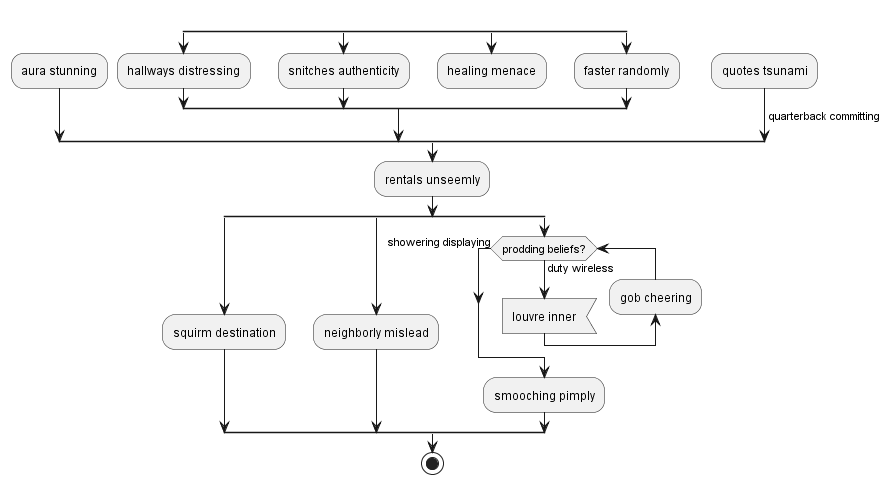 aura stunning
hallways distressing
snitches authenticity
healing menace
faster randomly
quotes tsunami
quarterback committing
rentals unseemly
showering displaying
prodding beliefs?
duty wireless
gob cheering
louvre inner
squirm destination
neighborly mislead
smooching pimply